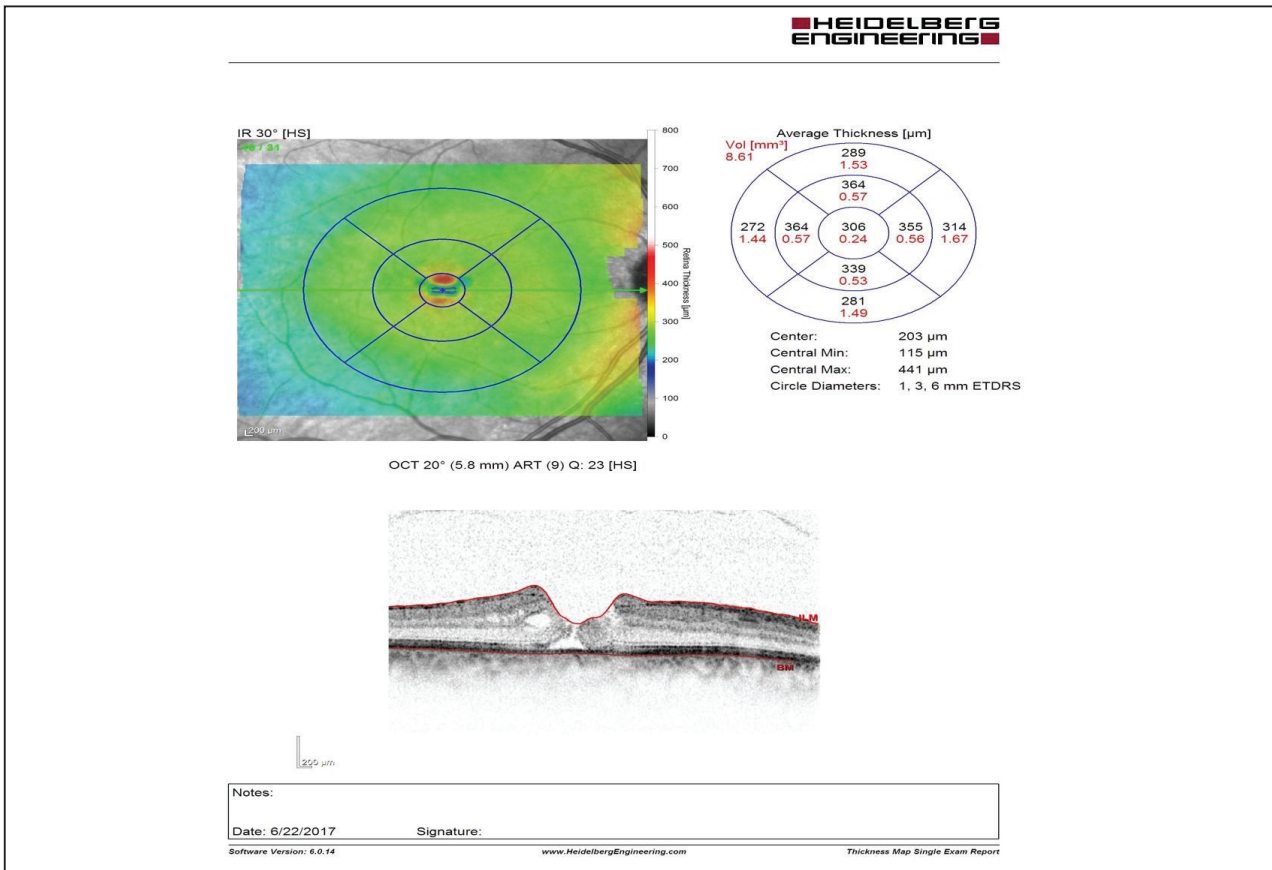 HEIDELBERG
ENGINEERING
IR 30° [HS]
800
700
600
500
400
300
200
100
0
Retina Thickness [µm]
200 µm
Average Thickness [µm]
Vol [mm³]
8.61
289
1.53
364
0.57
272
1.44
364
0.57
306
0.24
355
0.56
314
1.67
339
0.53
281
1.49
Center: 203 µm
Central Min: 115 µm
Central Max: 441 µm
Circle Diameters: 1, 3, 6 mm ETDRS
OCT 20° (5.8 mm) ART (9) Q: 23 [HS]
ILM
BM
200 µm
Notes:
Date: 6/22/2017 Signature:
Software Version: 6.0.14 www.HeidelbergEngineering.com Thickness Map Single Exam Report